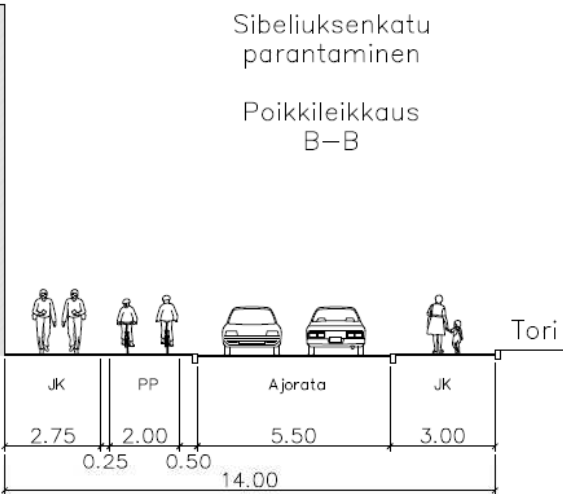 Sibeliuksenkatu
parantaminen
Poikkileikkaus
B–B
Tori
JK PP Ajorata JK
2.75 2.00 5.50 3.00
0.25 0.50
14.00